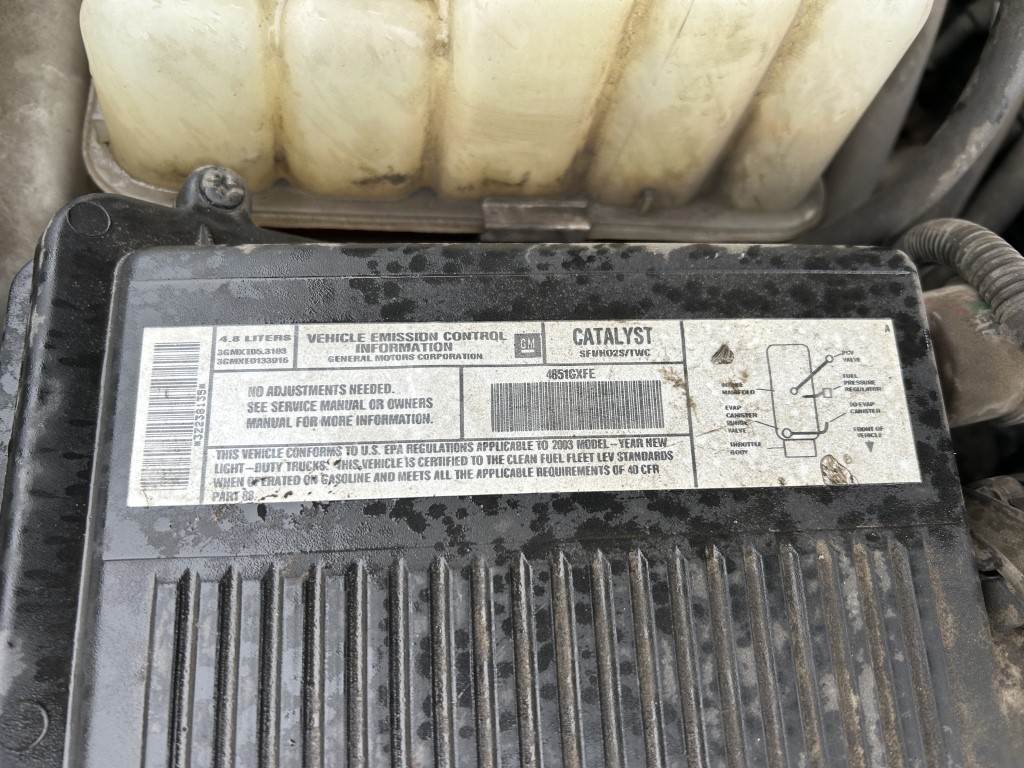 4.8 LITERS
VEHICLE EMISSION CONTROL
INFORMATION
GENERAL MOTORS CORPORATION
GM
CATALYST
SFI/HO2S/TWC
A
NO ADJUSTMENTS NEEDED.
SEE SERVICE MANUAL OR OWNERS
MANUAL FOR MORE INFORMATION.
4651GXFE
THIS VEHICLE CONFORMS TO U.S. EPA REGULATIONS APPLICABLE TO 2003 MODEL-YEAR NEW
LIGHT-DUTY TRUCKS. THIS VEHICLE IS CERTIFIED TO THE CLEAN FUEL FLEET LEV STANDARDS
WHEN OPERATED ON GASOLINE AND MEETS ALL THE APPLICABLE REQUIREMENTS OF 40 CFR
PART 88.
PCV
VALVE
FUEL
PRESSURE
REGULATOR
MANIFOLD
EVAP
CANISTER
PURGE
VALVE
THROTTLE
BODY
TO EVAP
CANISTER
FRONT OF
VEHICLE